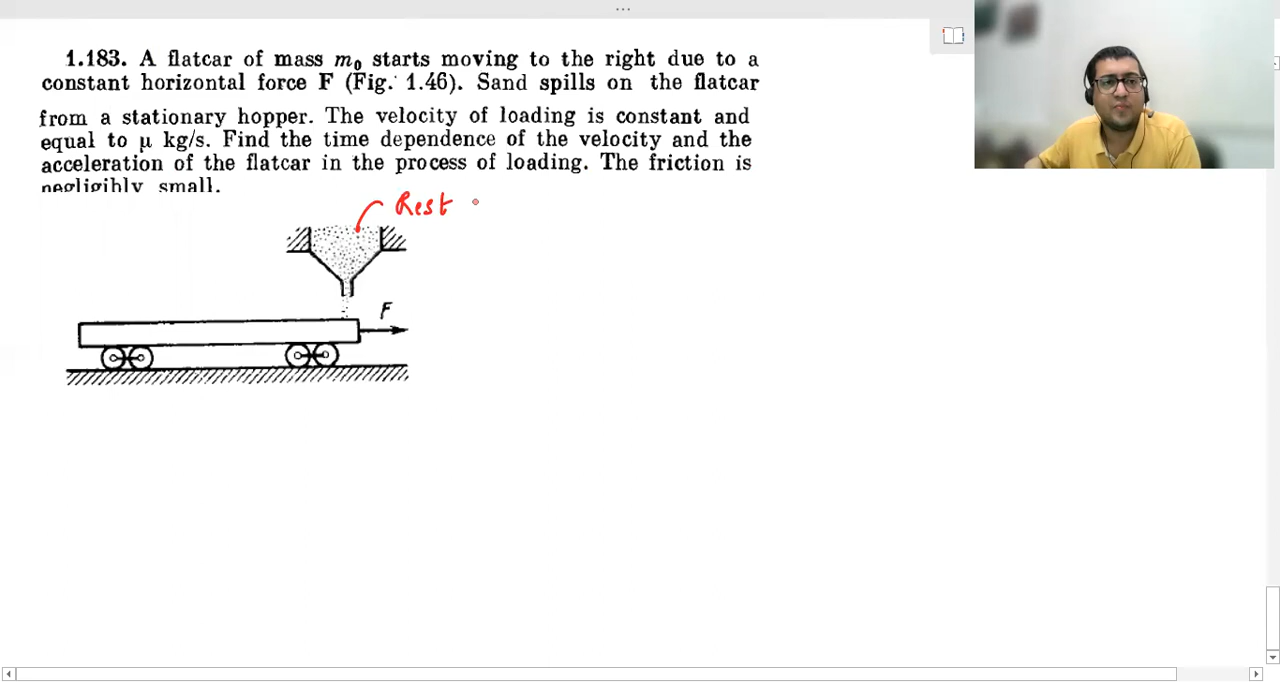 1.183. A flatcar of mass m₀ starts moving to the right due to a
constant horizontal force F (Fig. 1.46). Sand spills on the flatcar
from a stationary hopper. The velocity of loading is constant and
equal to μ kg/s. Find the time dependence of the velocity and the
acceleration of the flatcar in the process of loading. The friction is
negligibly small.
Rest
F